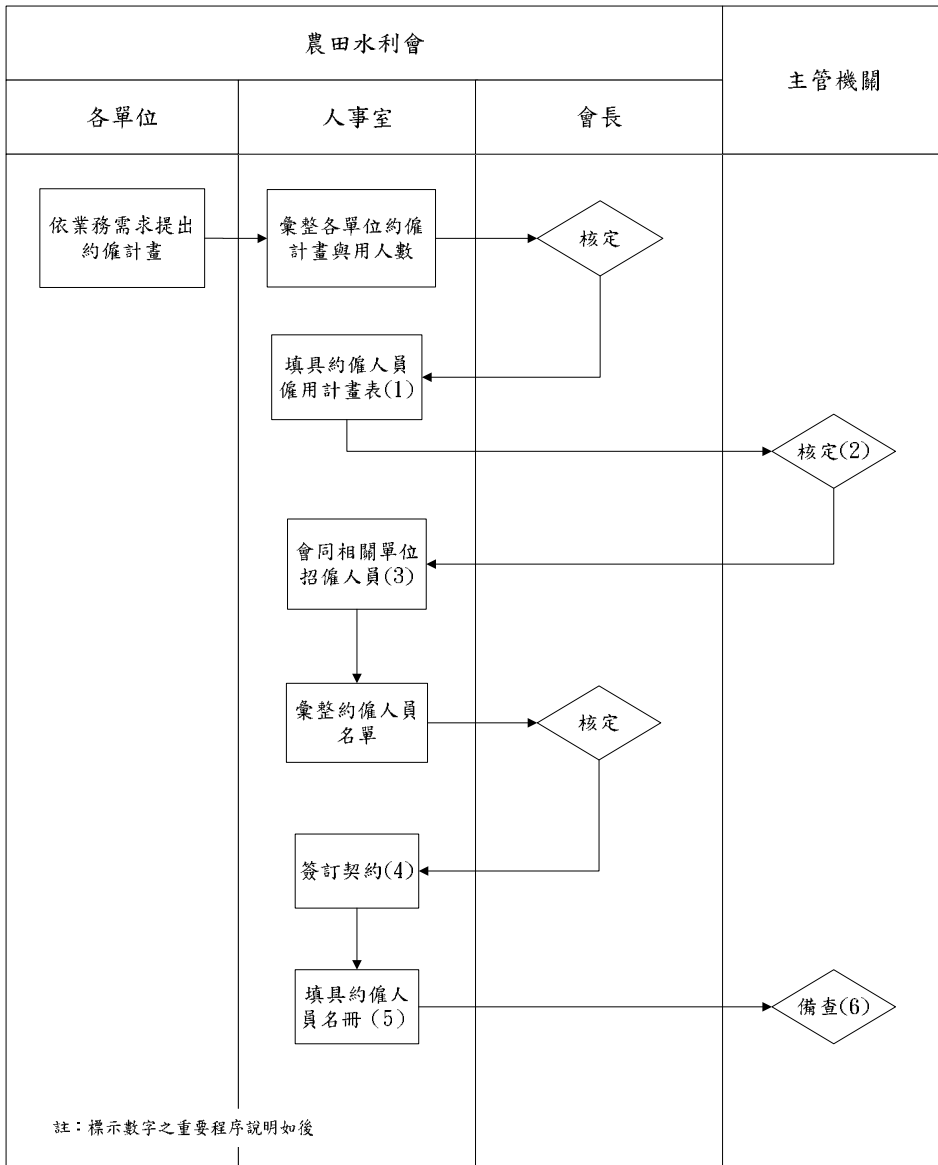 農田水利會
主管機關
各單位
人事室
會長
依業務需求提出
約僱計畫
彙整各單位約僱
計畫與用人數
核定
填具約僱人員
僱用計畫表(1)
核定(2)
會同相關單位
招僱人員(3)
彙整約僱人員
名單
核定
簽訂契約(4)
填具約僱人
員名冊 (5)
備查(6)
註：標示數字之重要程序說明如後